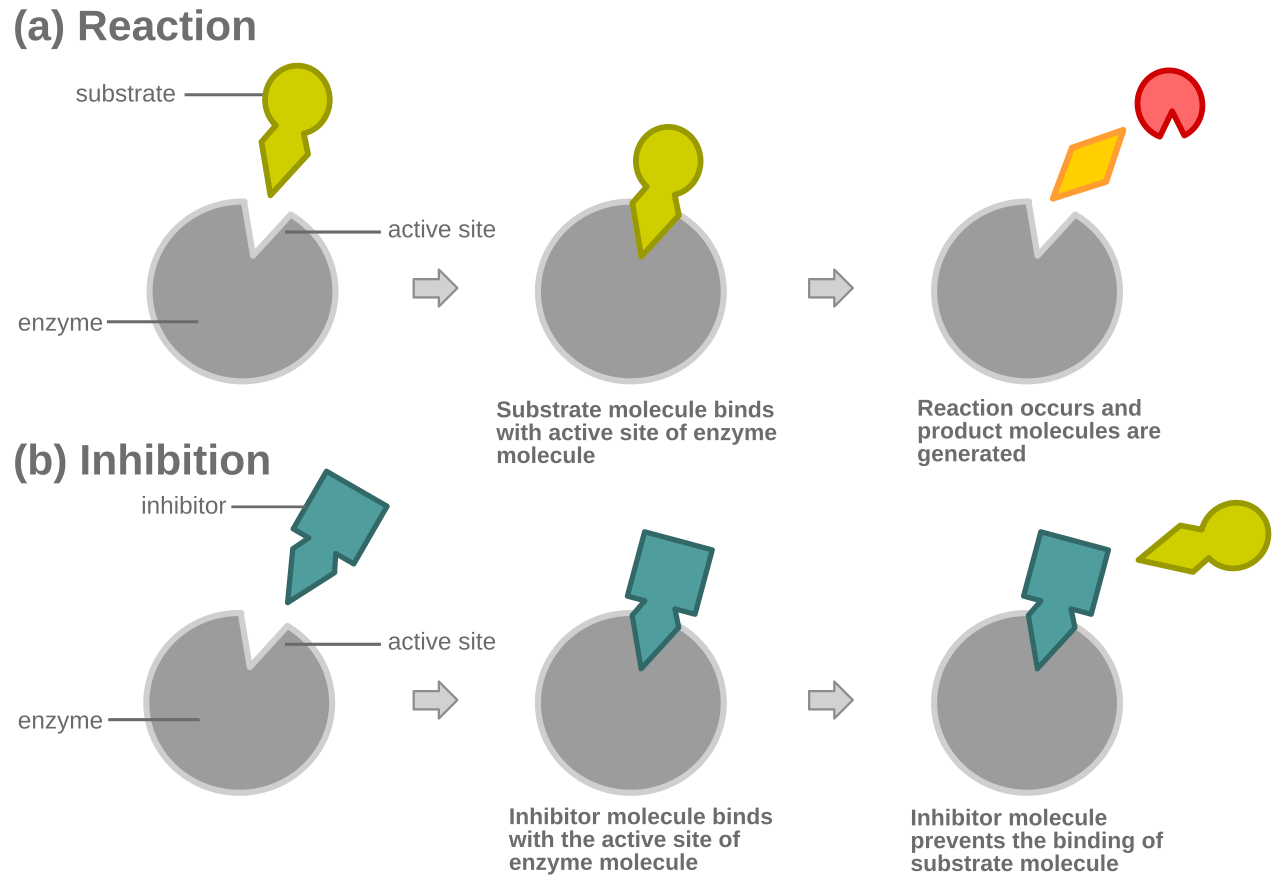 (a) Reaction
substrate
active site
enzyme
Substrate molecule binds
with active site of enzyme
molecule
Reaction occurs and
product molecules are
generated
(b) Inhibition
inhibitor
active site
enzyme
Inhibitor molecule binds
with the active site of
enzyme molecule
Inhibitor molecule
prevents the binding of
substrate molecule